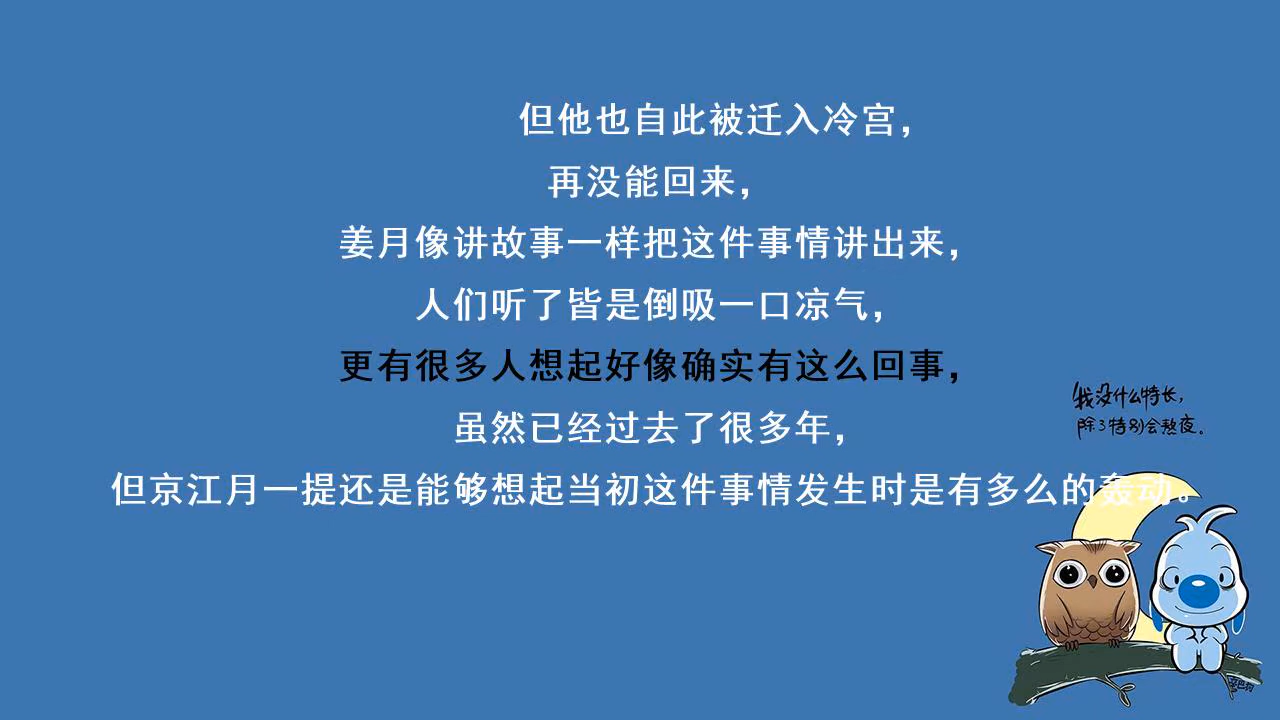 但他也自此被迁入冷宫，
再没能回来，
姜月像讲故事一样把这件事情讲出来，
人们听了皆是倒吸一口凉气，
更有很多人想起好像确实有这么回事，
虽然已经过去了很多年，
但京江月一提还是能够想起当初这件事情发生时是有多么的轰动。
我没什么特长，
除了特别会熬夜。